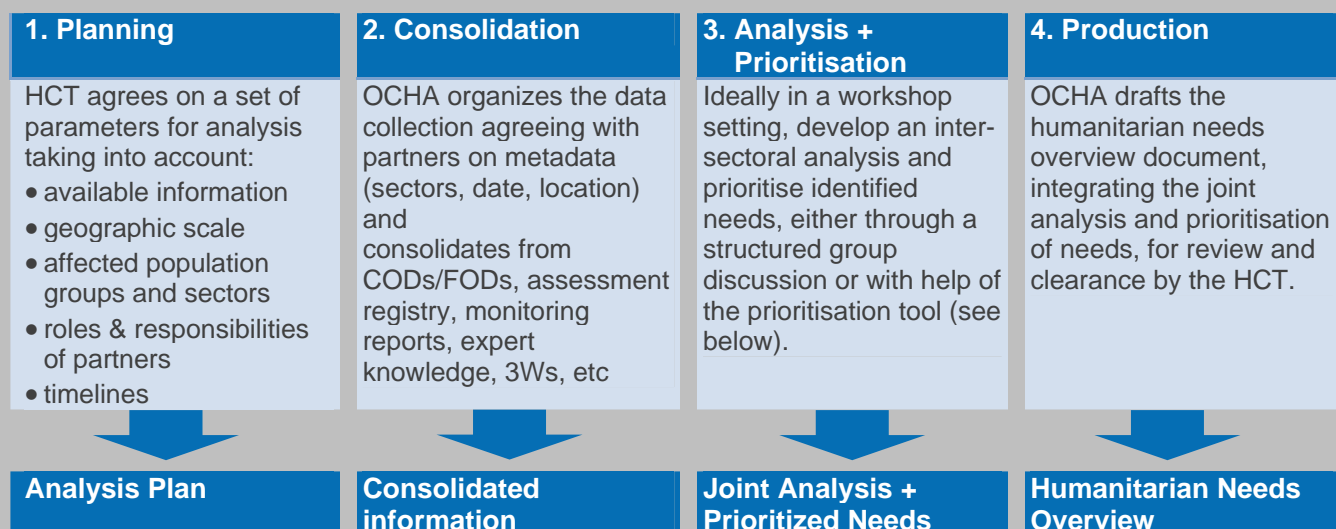 1. Planning
HCT agrees on a set of
parameters for analysis
taking into account:
• available information
• geographic scale
• affected population
groups and sectors
• roles & responsibilities
of partners
• timelines
Analysis Plan
2. Consolidation
OCHA organizes the data
collection agreeing with
partners on metadata
(sectors, date, location)
and
consolidates from
CODs/FODs, assessment
registry, monitoring
reports, expert
knowledge, 3Ws, etc
Consolidated
information
3. Analysis +
Prioritisation
Ideally in a workshop
setting, develop an inter-
sectoral analysis and
prioritise identified
needs, either through a
structured group
discussion or with help of
the prioritisation tool (see
below).
Joint Analysis +
Prioritized Needs
4. Production
OCHA drafts the
humanitarian needs
overview document,
integrating the joint
analysis and prioritisation
of needs, for review and
clearance by the HCT.
Humanitarian Needs
Overview